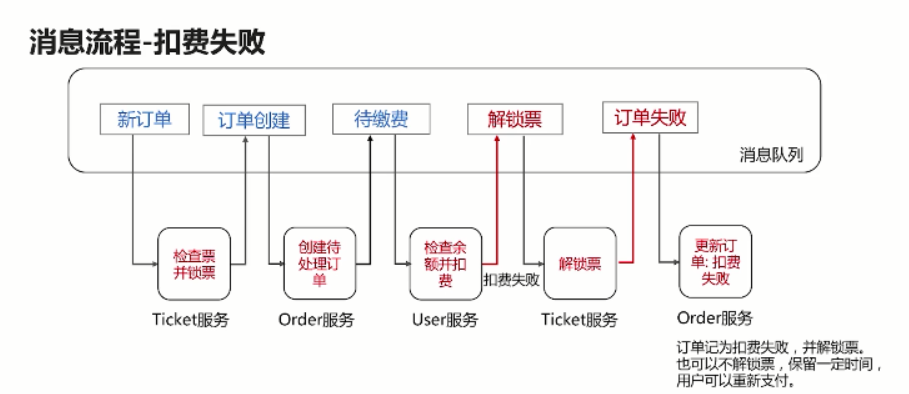 消息流程-扣费失败
新订单
订单创建
待缴费
解锁票
订单失败
消息队列
检查票
并锁票
创建待
处理订
单
检查余
额并扣
费
扣费失败
解锁票
更新订
单: 扣费
失败
Ticket服务
Order服务
User服务
Ticket服务
Order服务
订单记为扣费失败，并解锁票。
也可以不解锁票，保留一定时间，
用户可以重新支付。